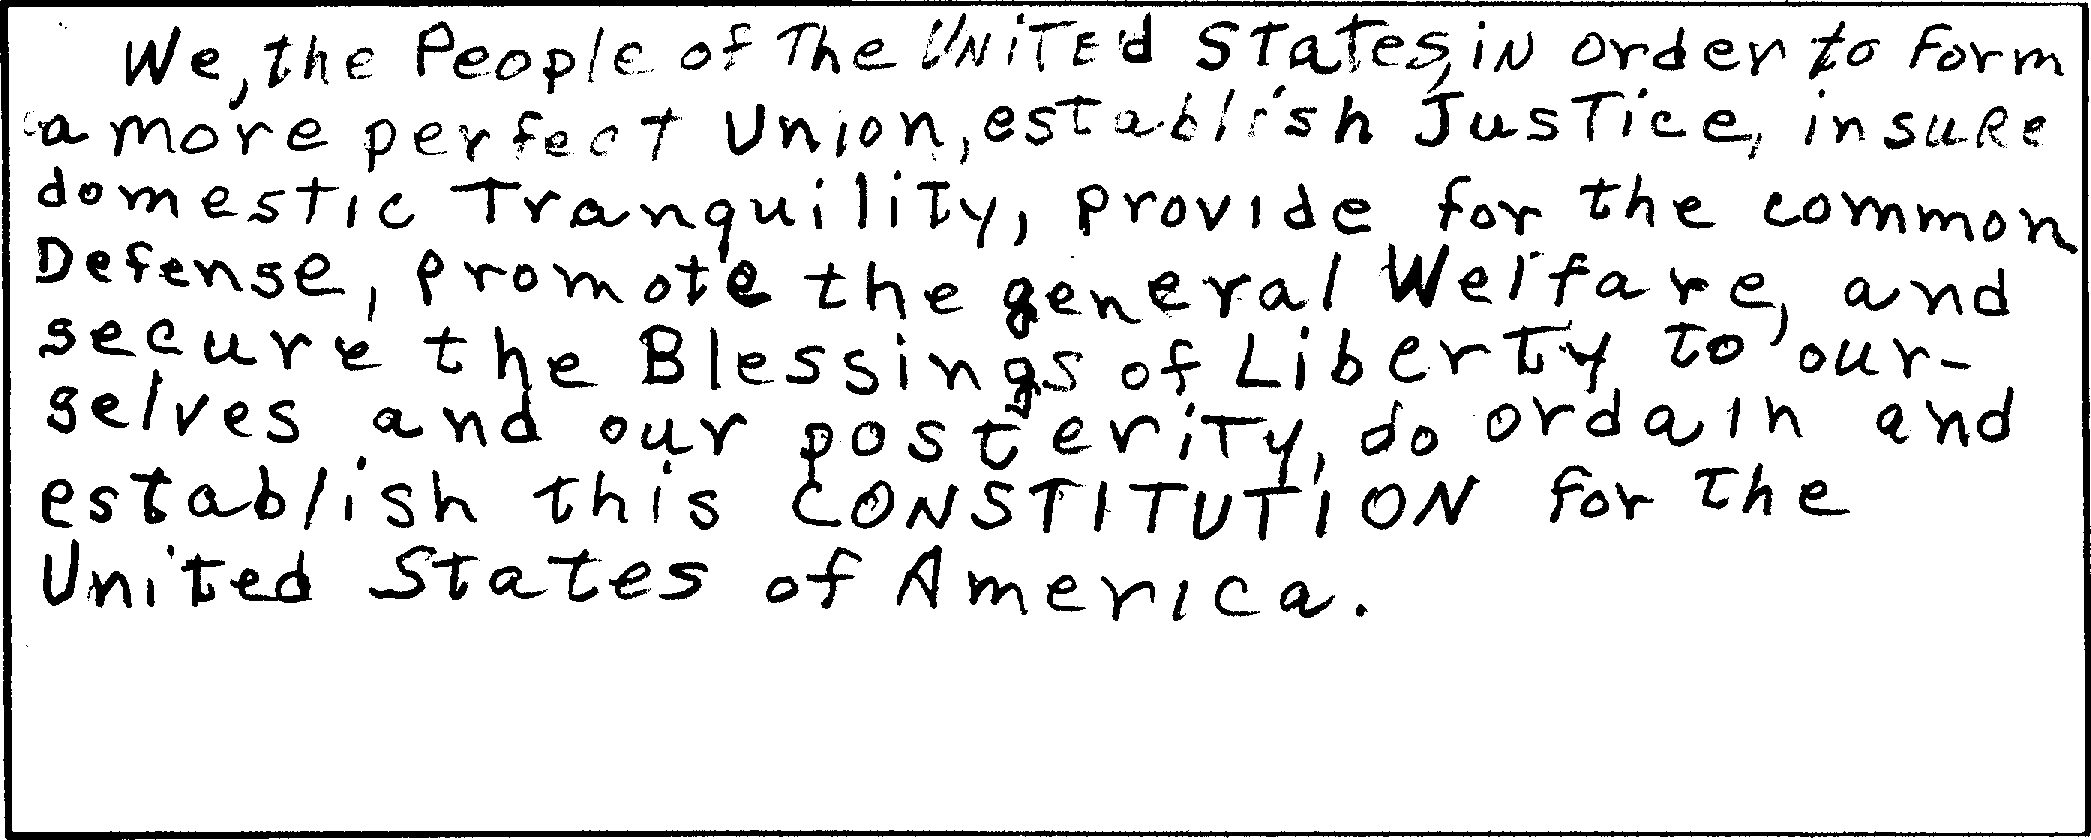 We, the People of The UNiTEd States, iN order to form
a more perfect Union, establish JusTice, insuRe
domestic Tranquility, provide for the common
Defense, promote the general Welfare, and
secure the Blessings of Liberty to our-
selves and our posterity, do ordain and
establish this CONSTITUTION for the
United States of America.